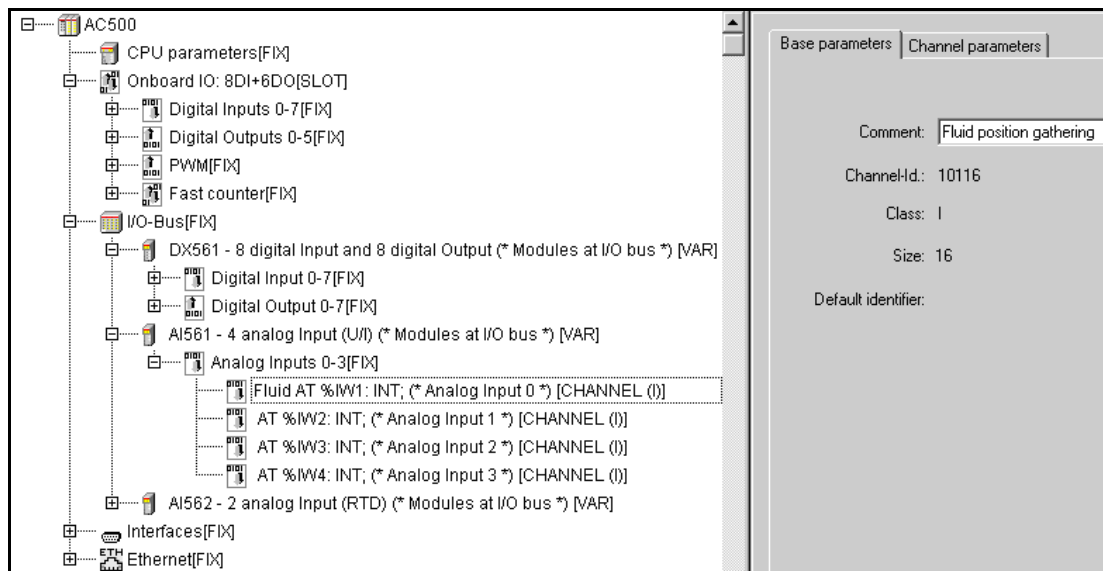 AC500
CPU parameters[FIX]
Onboard IO: 8DI+6DO[SLOT]
Digital Inputs 0-7[FIX]
Digital Outputs 0-5[FIX]
PWM[FIX]
Fast counter[FIX]
I/O-Bus[FIX]
DX561 - 8 digital Input and 8 digital Output (* Modules at I/O bus *) [VAR]
Digital Input 0-7[FIX]
Digital Output 0-7[FIX]
AI561 - 4 analog Input (U/I) (* Modules at I/O bus *) [VAR]
Analog Inputs 0-3[FIX]
Fluid AT %IW1: INT; (* Analog Input 0 *) [CHANNEL (I)]
AT %IW2: INT; (* Analog Input 1 *) [CHANNEL (I)]
AT %IW3: INT; (* Analog Input 2 *) [CHANNEL (I)]
AT %IW4: INT; (* Analog Input 3 *) [CHANNEL (I)]
AI562 - 2 analog Input (RTD) (* Modules at I/O bus *) [VAR]
Interfaces[FIX]
ETH Ethernet[FIX]
Base parameters Channel parameters
Comment: Fluid position gathering
Channel-Id.: 10116
Class: I
Size: 16
Default identifier: